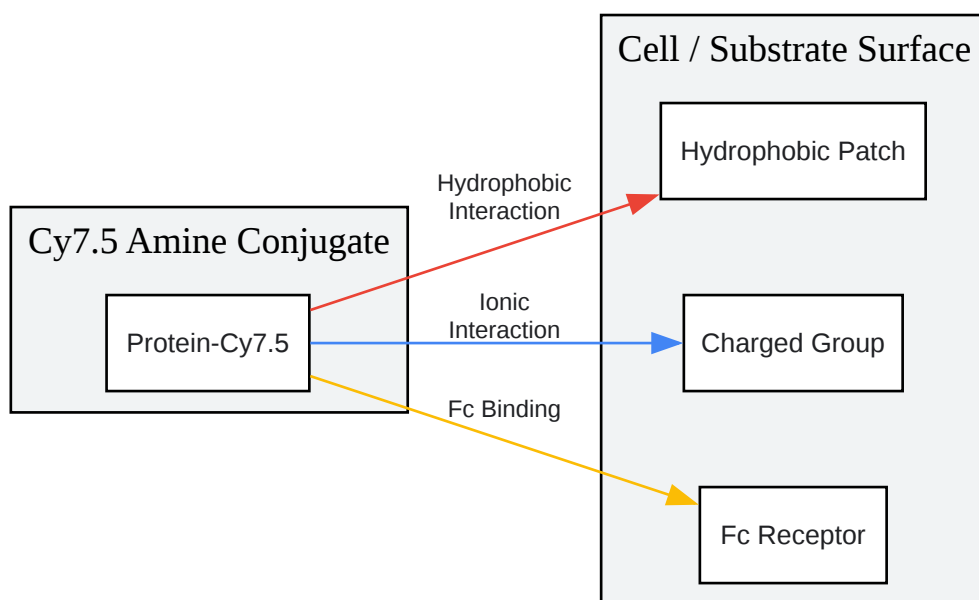 Cell / Substrate Surface
Hydrophobic Patch
Hydrophobic
Interaction
Cy7.5 Amine Conjugate
Protein-Cy7.5
Ionic
Interaction
Charged Group
Fc Binding
Fc Receptor